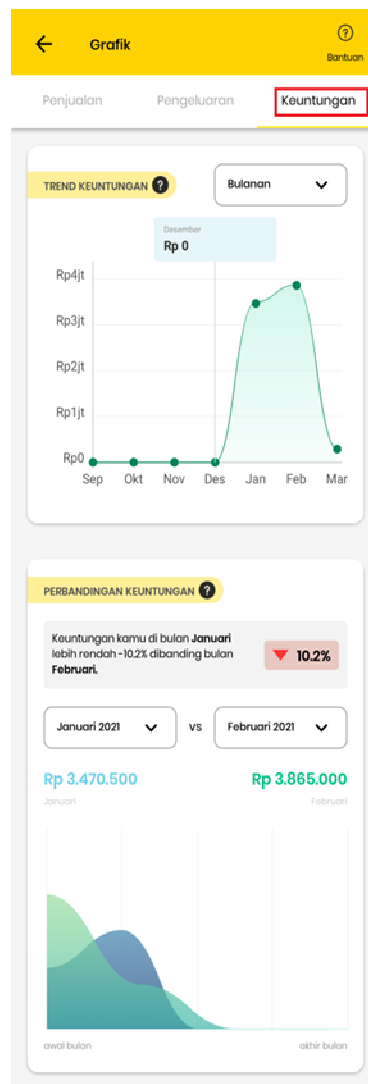 Grafik
Bantuan
Penjualan Pengeluaran Keuntungan
TREND KEUNTUNGAN ?
Bulanan
Desember
Rp 0
Rp4jt
Rp3jt
Rp2jt
Rp1jt
Rp0
Sep Okt Nov Des Jan Feb Mar
PERBANDINGAN KEUNTUNGAN ?
Keuntungan kamu di bulan Januari
lebih rendah -10.2% dibanding bulan
Februari.
10.2%
Januari 2021 vs Februari 2021
Rp 3.470.500 Rp 3.865.000
Januari Februari
awal bulan akhir bulan